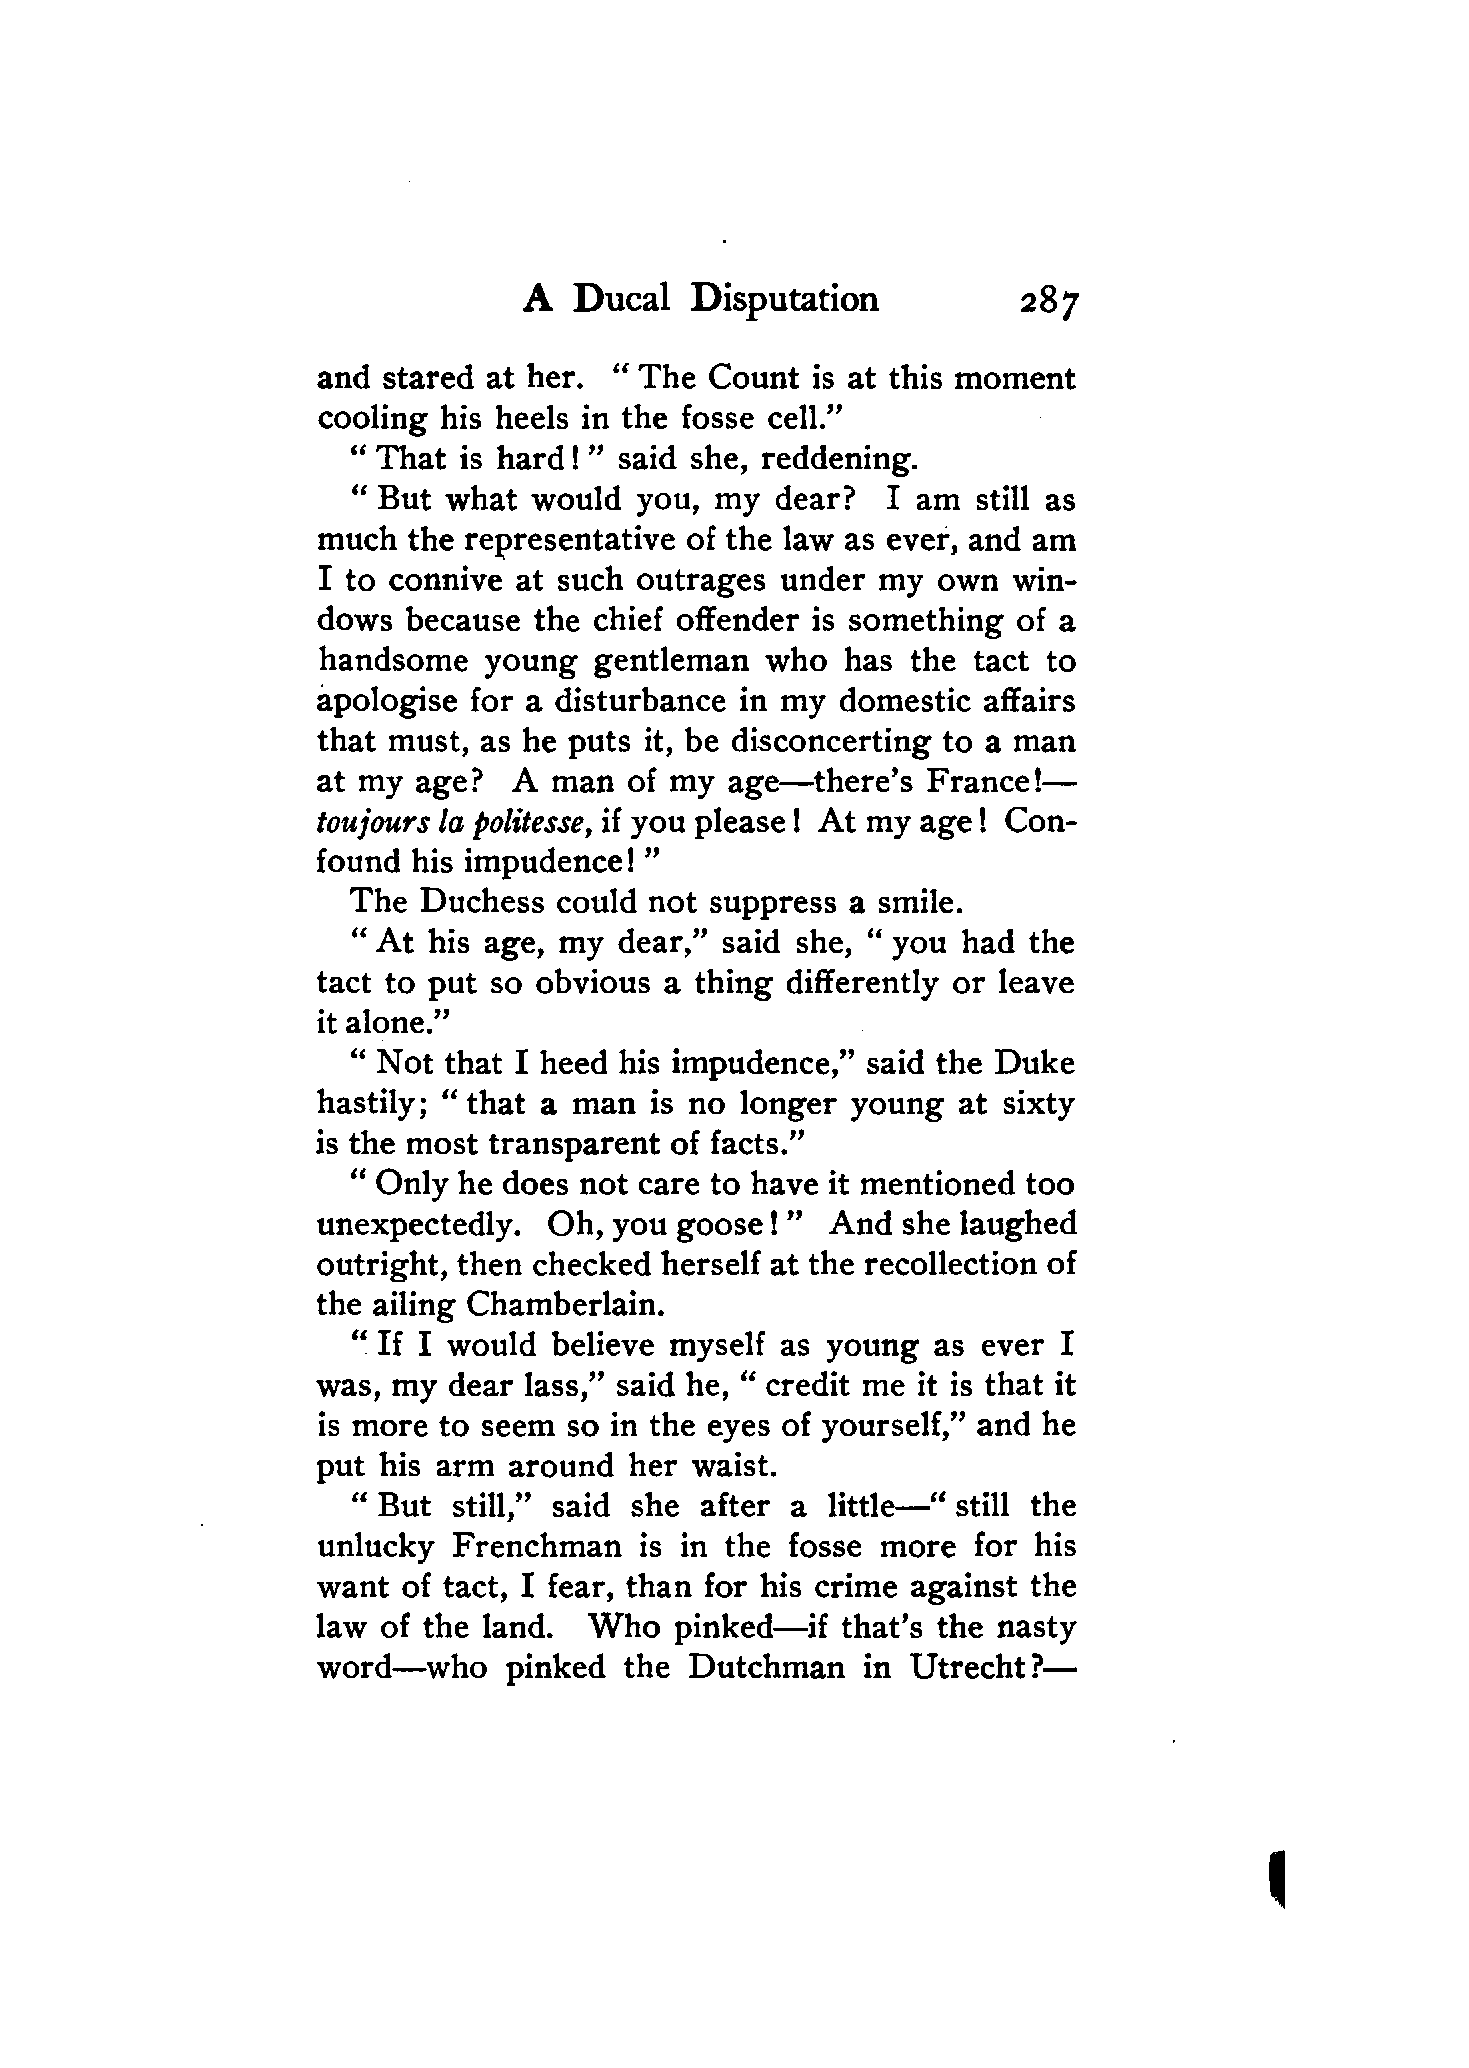 A Ducal Disputation 287
and stared at her. “ The Count is at this moment
cooling his heels in the fosse cell.”
“ That is hard ! ” said she, reddening.
“ But what would you, my dear? I am still as
much the representative of the law as ever, and am
I to connive at such outrages under my own win-
dows because the chief offender is something of a
handsome young gentleman who has the tact to
apologise for a disturbance in my domestic affairs
that must, as he puts it, be disconcerting to a man
at my age? A man of my age—there’s France!—
toujours la politesse, if you please ! At my age ! Con-
found his impudence! ”
The Duchess could not suppress a smile.
“ At his age, my dear,” said she, “ you had the
tact to put so obvious a thing differently or leave
it alone.”
“ Not that I heed his impudence,” said the Duke
hastily; “ that a man is no longer young at sixty
is the most transparent of facts.”
“ Only he does not care to have it mentioned too
unexpectedly. Oh, you goose ! ” And she laughed
outright, then checked herself at the recollection of
the ailing Chamberlain.
“ If I would believe myself as young as ever I
was, my dear lass,” said he, “ credit me it is that it
is more to seem so in the eyes of yourself,” and he
put his arm around her waist.
“ But still,” said she after a little—“ still the
unlucky Frenchman is in the fosse more for his
want of tact, I fear, than for his crime against the
law of the land. Who pinked—if that’s the nasty
word—who pinked the Dutchman in Utrecht ?—